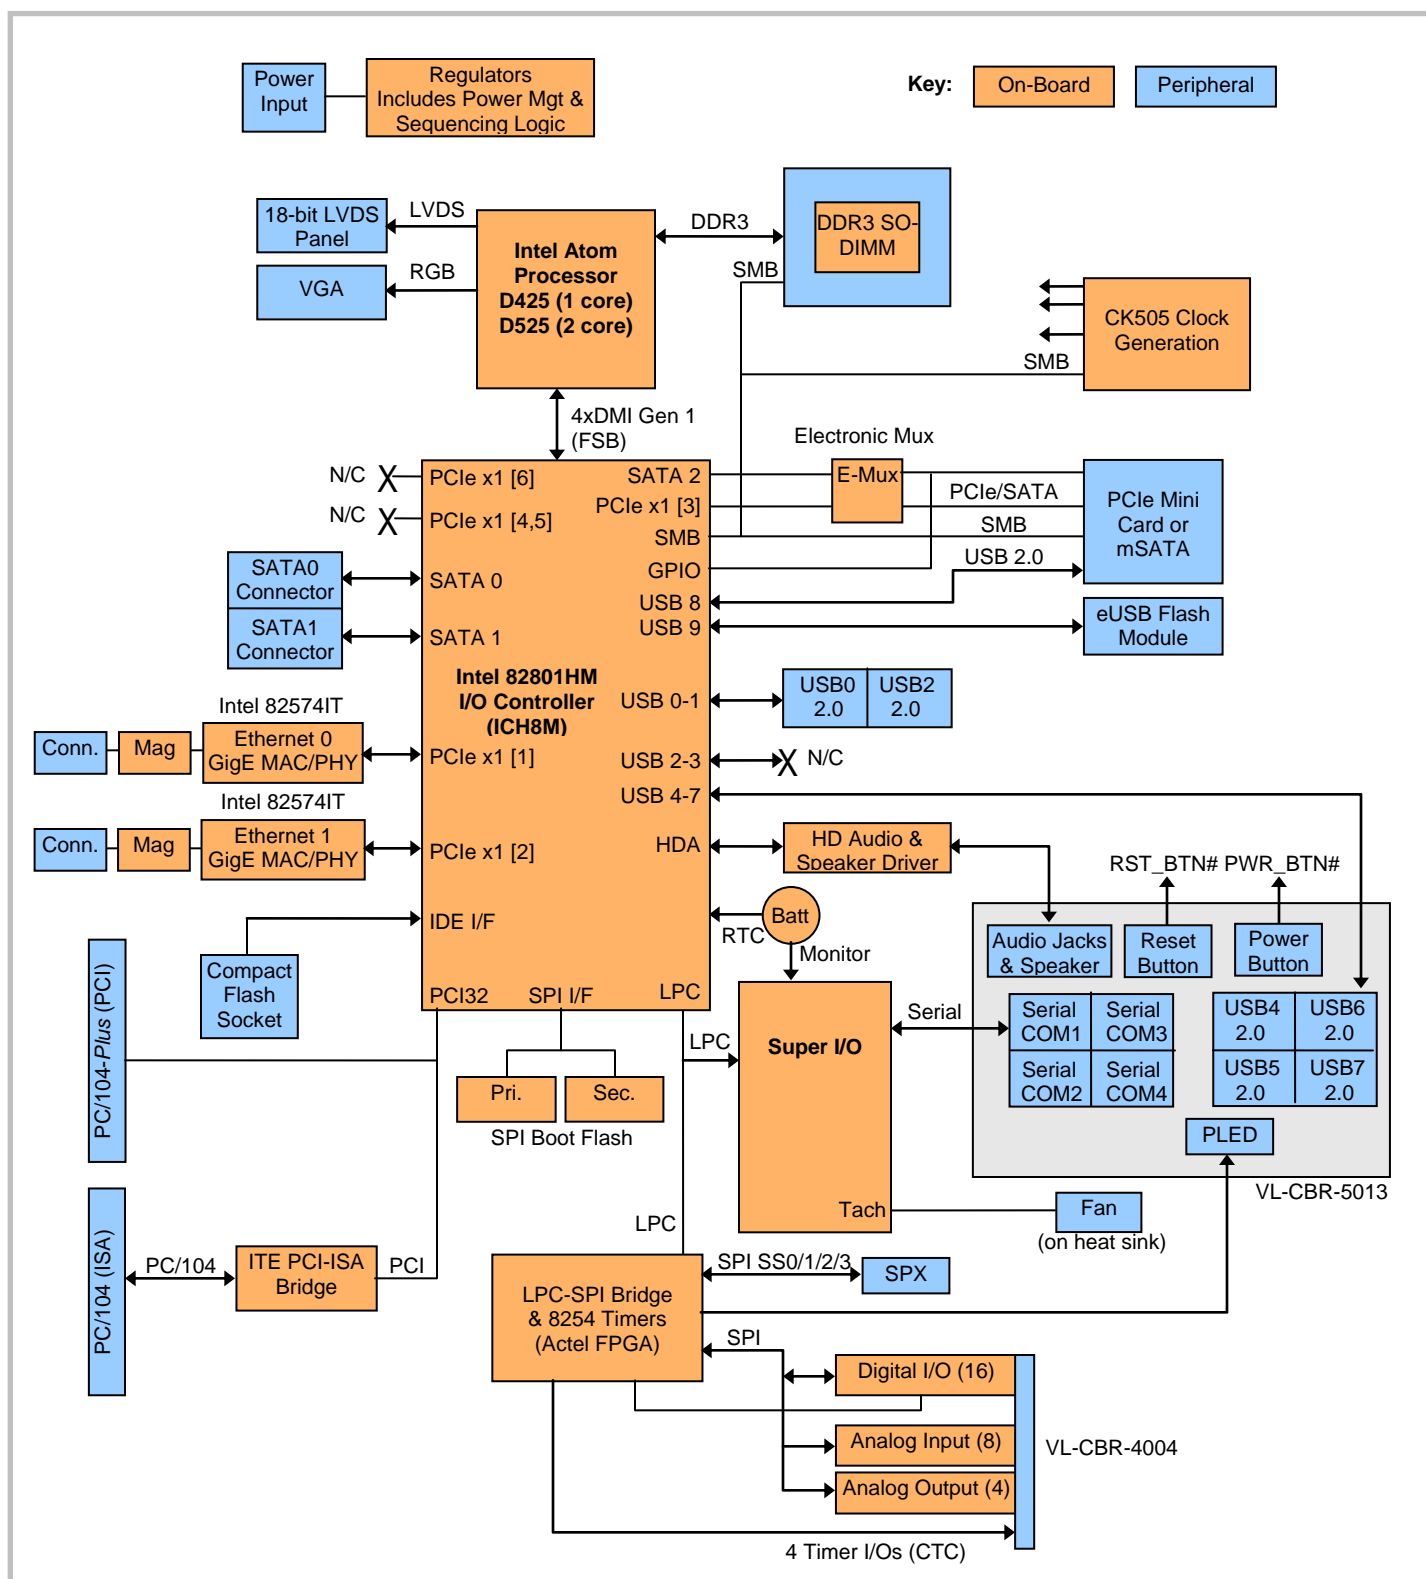 Power
Input
Regulators
Includes Power Mgt &
Sequencing Logic
Key:
On-Board
Peripheral
18-bit LVDS
Panel
LVDS
VGA
RGB
Intel Atom
Processor
D425 (1 core)
D525 (2 core)
DDR3
SMB
DDR3 SO-
DIMM
CK505 Clock
Generation
SMB
4xDMI Gen 1
(FSB)
Electronic Mux
N/C X
PCIe x1 [6]
N/C X
PCIe x1 [4,5]
SATA 2
PCIe x1 [3]
SMB
GPIO
USB 8
USB 9
E-Mux
PCIe/SATA
SMB
USB 2.0
PCIe Mini
Card or
mSATA
eUSB Flash
Module
SATA0
Connector
SATA 0
SATA1
Connector
SATA 1
Intel 82801HM
I/O Controller
(ICH8M)
USB 0-1
USB0
2.0
USB2
2.0
USB 2-3
X N/C
USB 4-7
Intel 82574IT
Conn.
Mag
Ethernet 0
GigE MAC/PHY
PCIe x1 [1]
Intel 82574IT
Conn.
Mag
Ethernet 1
GigE MAC/PHY
PCIe x1 [2]
HDA
HD Audio &
Speaker Driver
RST_BTN# PWR_BTN#
IDE I/F
RTC
Batt
Monitor
Audio Jacks
& Speaker
Reset
Button
Power
Button
PC/104-Plus (PCI)
Compact
Flash
Socket
PCI32
SPI I/F
LPC
LPC
Super I/O
Serial
Serial
COM1
Serial
COM3
Serial
COM2
Serial
COM4
USB4
2.0
USB6
2.0
USB5
2.0
USB7
2.0
Pri.
Sec.
SPI Boot Flash
PLED
VL-CBR-5013
Tach
Fan
(on heat sink)
LPC
PC/104 (ISA)
PC/104
ITE PCI-ISA
Bridge
PCI
LPC-SPI Bridge
& 8254 Timers
(Actel FPGA)
SPI SS0/1/2/3
SPX
SPI
Digital I/O (16)
Analog Input (8)
Analog Output (4)
VL-CBR-4004
4 Timer I/Os (CTC)